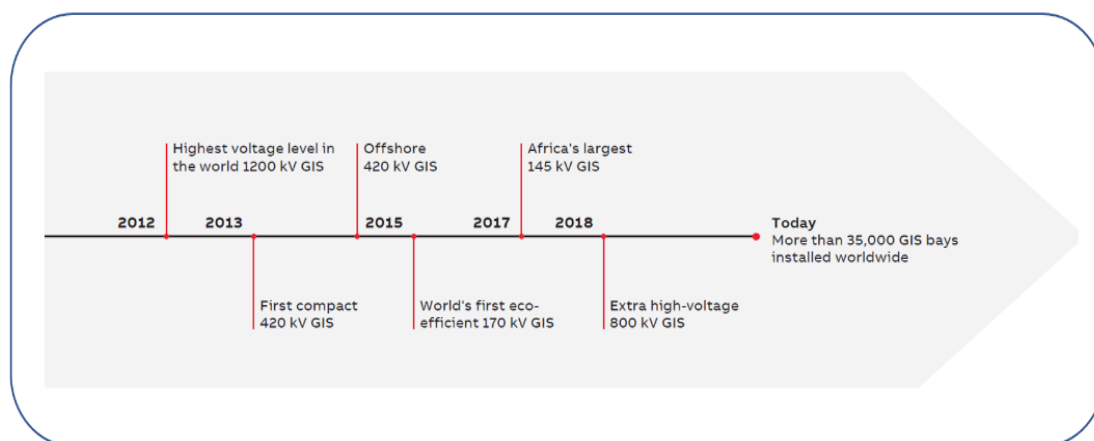 Highest voltage level in
the world 1200 kV GIS
Offshore
420 kV GIS
Africa's largest
145 kV GIS
2012
2013
2015
2017
2018
Today
More than 35,000 GIS bays
installed worldwide
First compact
420 kV GIS
World's first eco-
efficient 170 kV GIS
Extra high-voltage
800 kV GIS